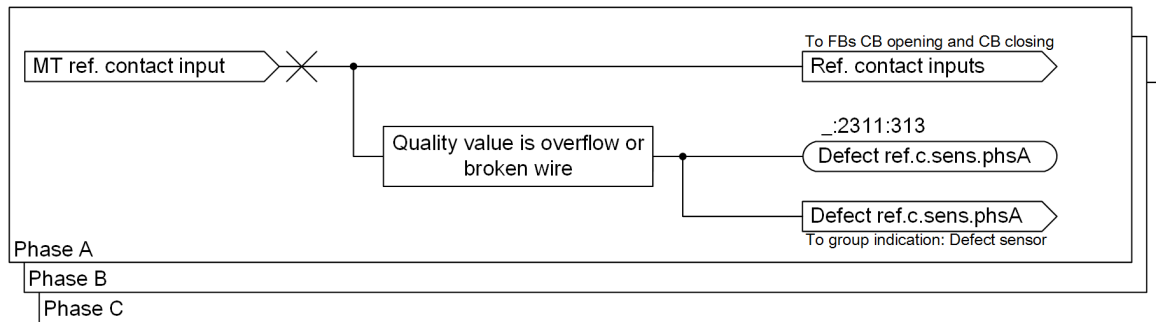 To FBs CB opening and CB closing
MT ref. contact input
Ref. contact inputs
_:2311:313
Quality value is overflow or
broken wire
Defect ref.c.sens.phsA
Defect ref.c.sens.phsA
To group indication: Defect sensor
Phase A
Phase B
Phase C